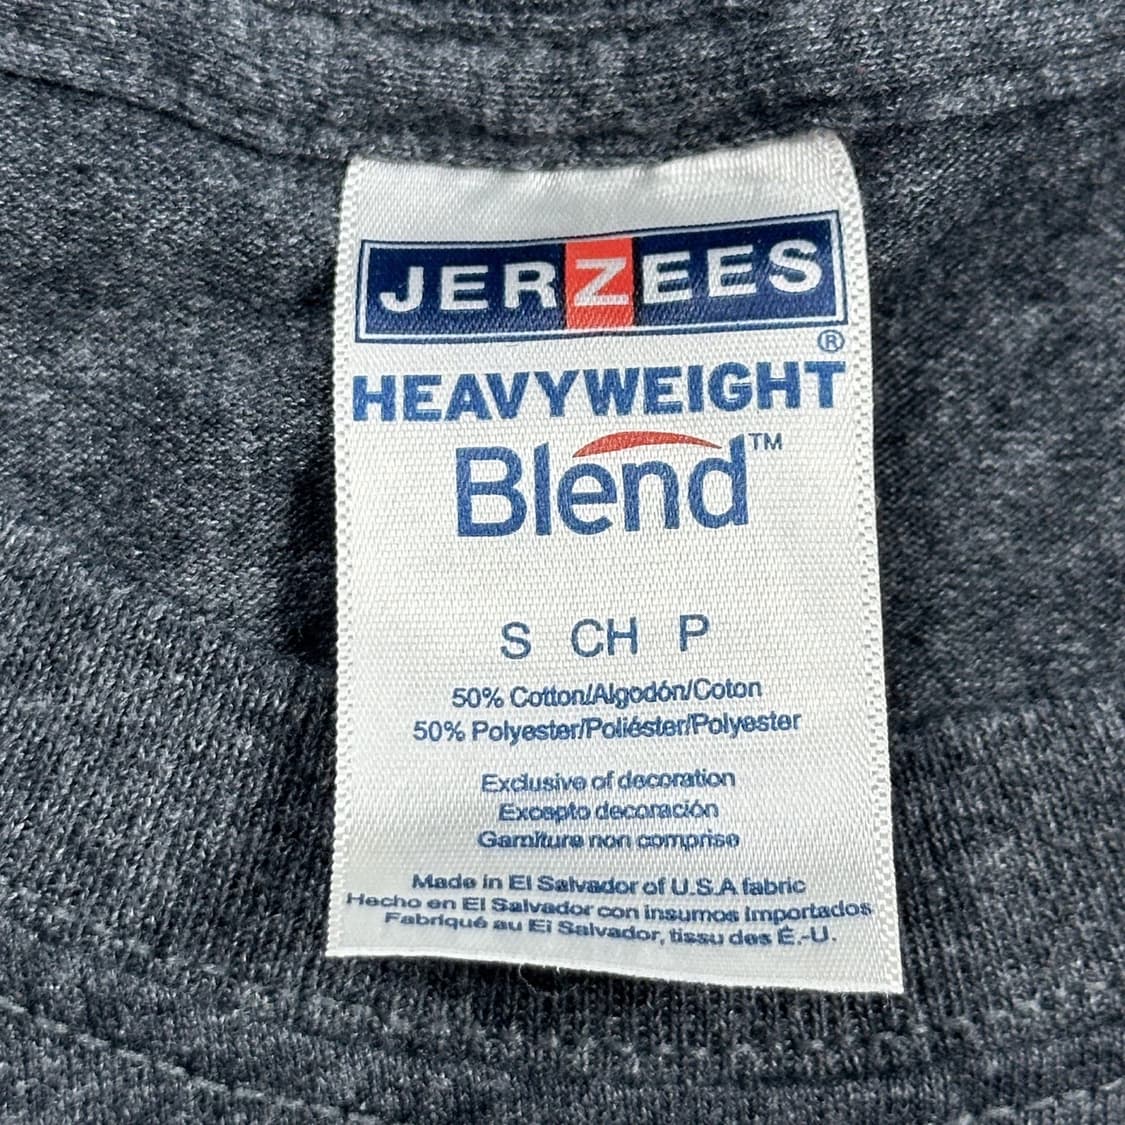 JERZEES
®
HEAVYWEIGHT
Blend™
S CH P
50% Cotton/Algodón/Coton
50% Polyester/Poliéster/Polyester
Exclusive of decoration
Excepto decoración
Garniture non comprise
Made in El Salvador of U.S.A fabric
Hecho en El Salvador con insumos importados
Fabriqué au El Salvador, tissu des É.-U.